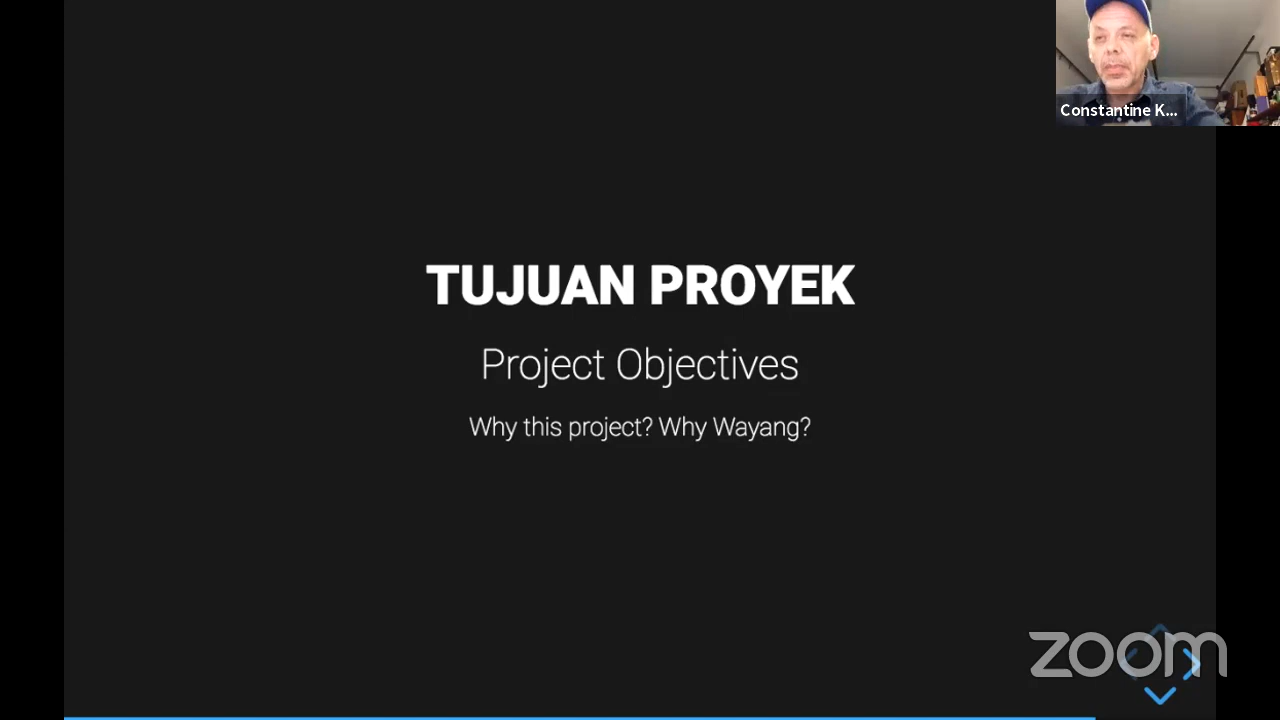 Constantine K...
TUJUAN PROYEK
Project Objectives
Why this project? Why Wayang?
zoom